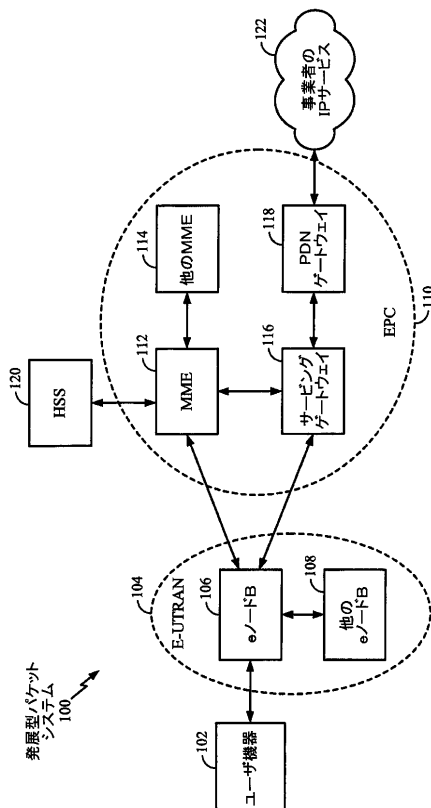 発展型パケット
システム
100
102
ユーザ機器
104
E-UTRAN
106
eノードB
108
他の
eノードB
120
HSS
112
MME
114
他のMME
116
サービング
ゲートウェイ
118
PDN
ゲートウェイ
EPC
110
122
事業者の
IPサービス